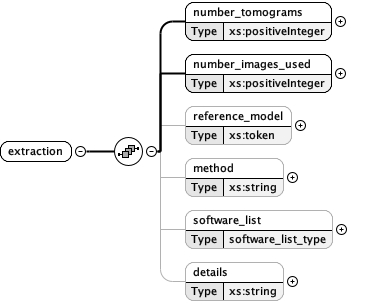 number_tomograms
Type xs:positiveInteger
number_images_used
Type xs:positiveInteger
reference_model
Type xs:token
extraction
method
Type xs:string
software_list
Type software_list_type
details
Type xs:string